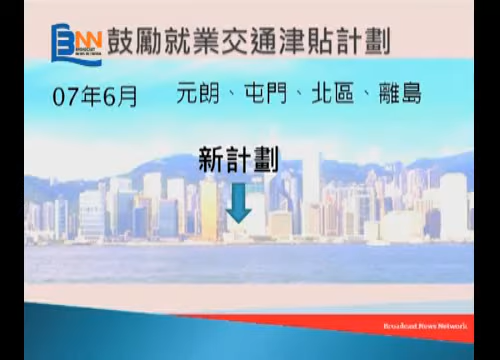 BNN
鼓勵就業交通津貼計劃
07年6月
元朗、屯門、北區、離島
新計劃
Broadcast News Network